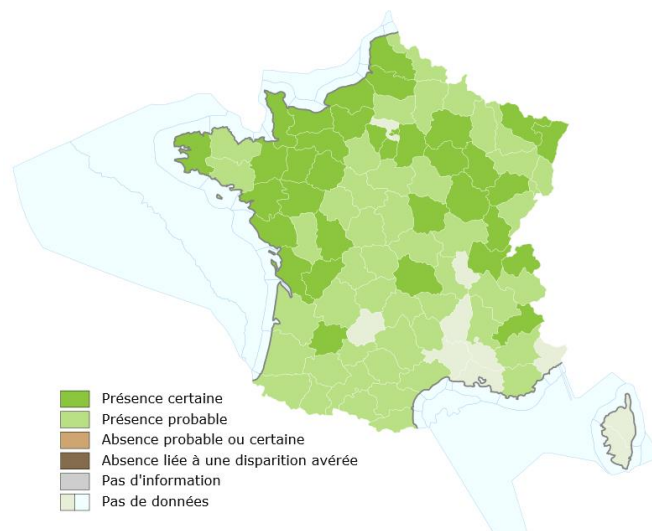 Présence certaine
Présence probable
Absence probable ou certaine
Absence liée à une disparition avérée
Pas d'information
Pas de données